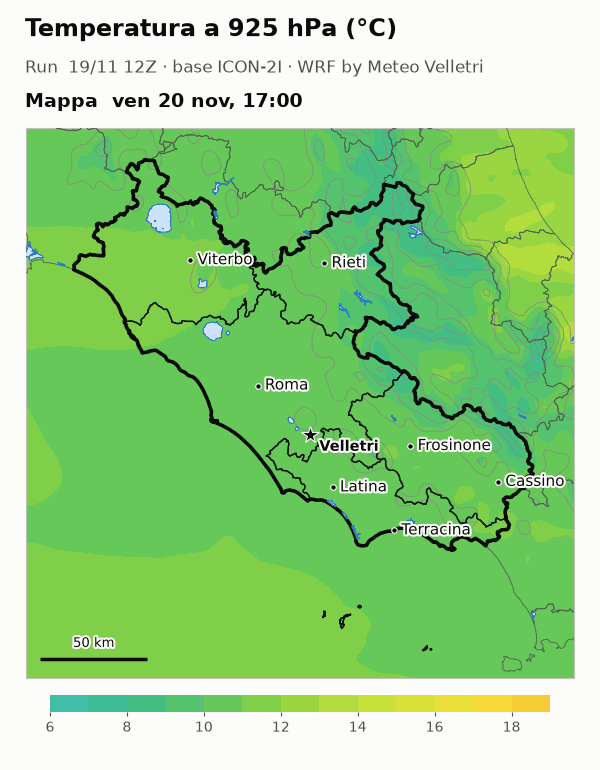 Temperatura a 925 hPa (°C)
Run  19/11 12Z · base ICON-2I · WRF by Meteo Velletri
Mappa  ven 20 nov, 17:00
Viterbo
Rieti
Roma
Velletri
Frosinone
Latina
Cassino
Terracina
50 km
6 8 10 12 14 16 18